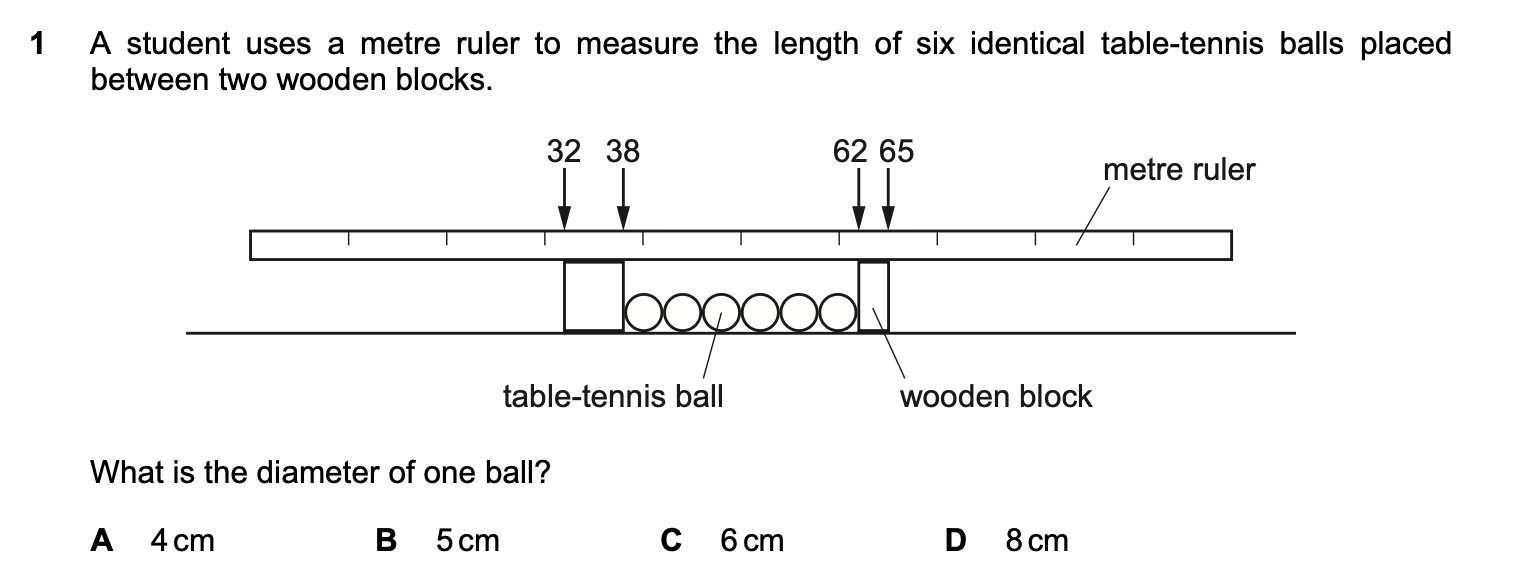 1 A student uses a metre ruler to measure the length of six identical table-tennis balls placed
between two wooden blocks.
32 38 62 65
metre ruler
table-tennis ball wooden block
What is the diameter of one ball?
A 4 cm B 5 cm C 6 cm D 8 cm